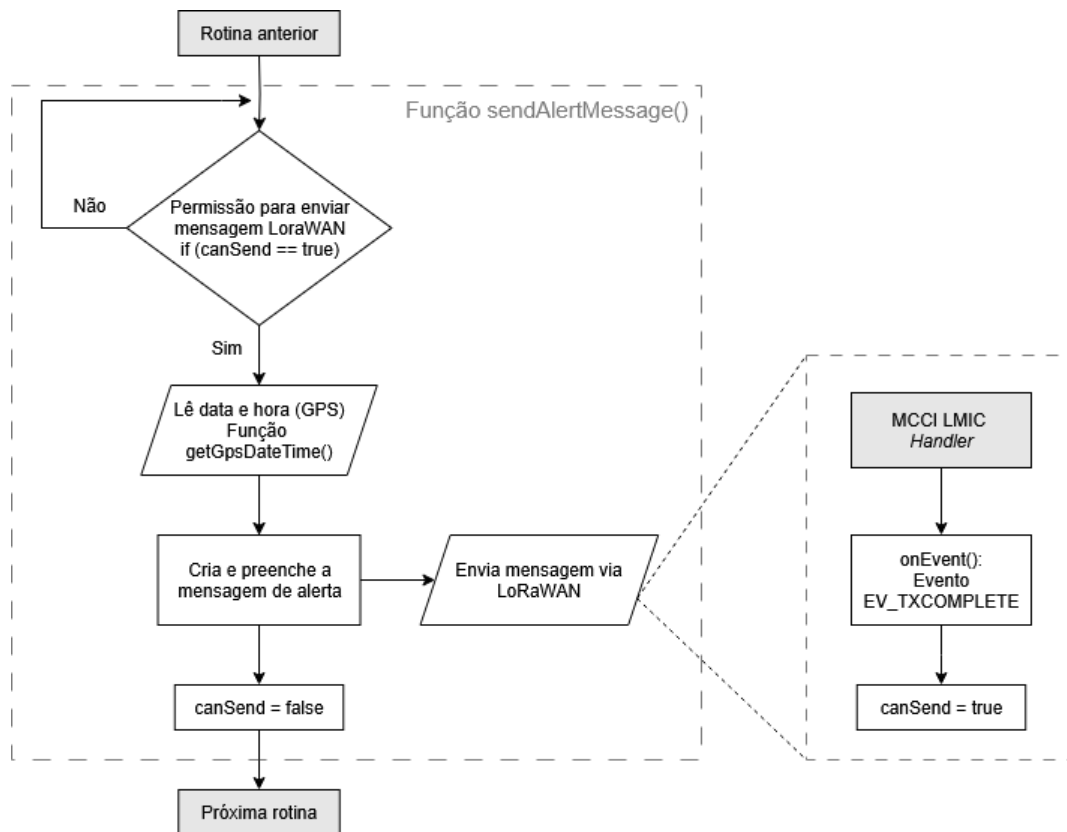 Rotina anterior
Função sendAlertMessage()
Não
Permissão para enviar
mensagem LoraWAN
if (canSend == true)
Sim
Lê data e hora (GPS)
Função
getGpsDateTime()
Cria e preenche a
mensagem de alerta
Envia mensagem via
LoRaWAN
canSend = false
Próxima rotina
MCCI LMIC
Handler
onEvent():
Evento
EV_TXCOMPLETE
canSend = true